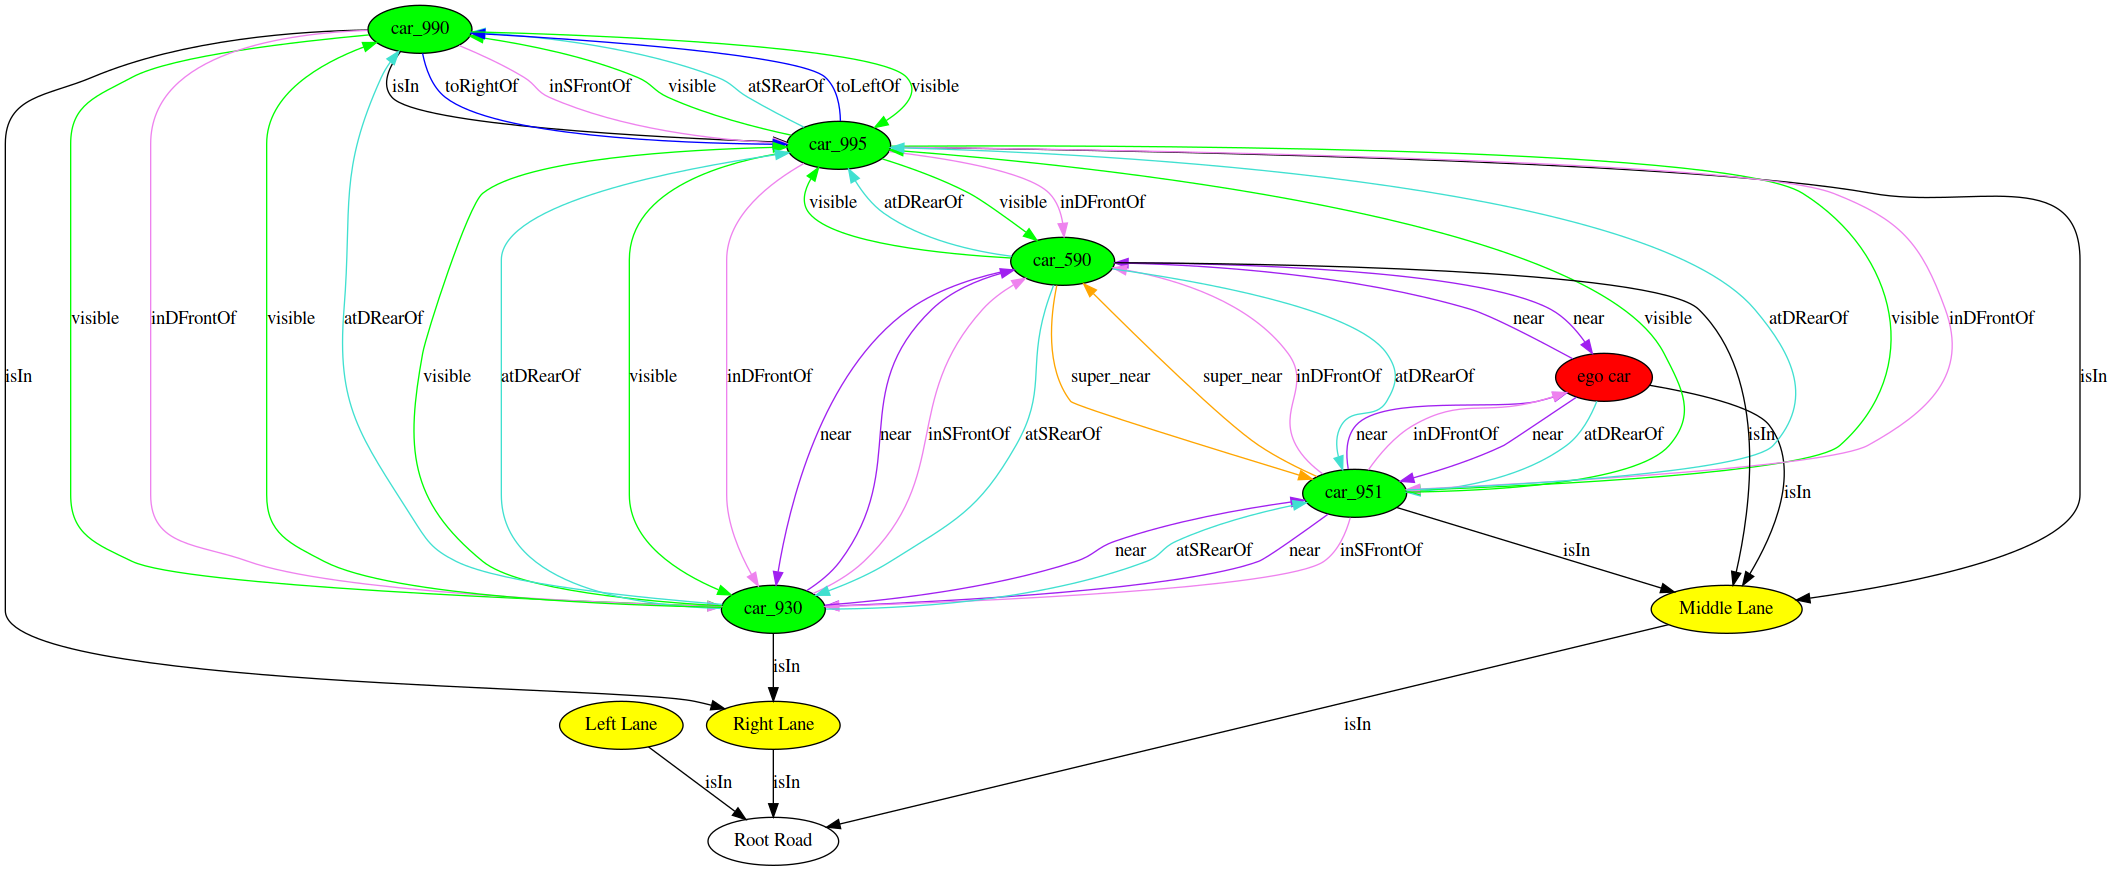 car_990
isIn
toRightOf
inSFrontOf
visible
atSRearOf
toLeftOf
visible
car_995
visible
atDRearOf
visible
inDFrontOf
car_590
visible
inDFrontOf
visible
atDRearOf
near
near
visible
atDRearOf
visible
inDFrontOf
isIn
visible
atDRearOf
visible
inDFrontOf
super_near
super_near
inDFrontOf
atDRearOf
ego car
isIn
near
near
inSFrontOf
atSRearOf
near
inDFrontOf
near
atDRearOf
isIn
car_951
isIn
near
atSRearOf
near
inSFrontOf
isIn
car_930
Middle Lane
isIn
Left Lane
Right Lane
isIn
isIn
isIn
Root Road